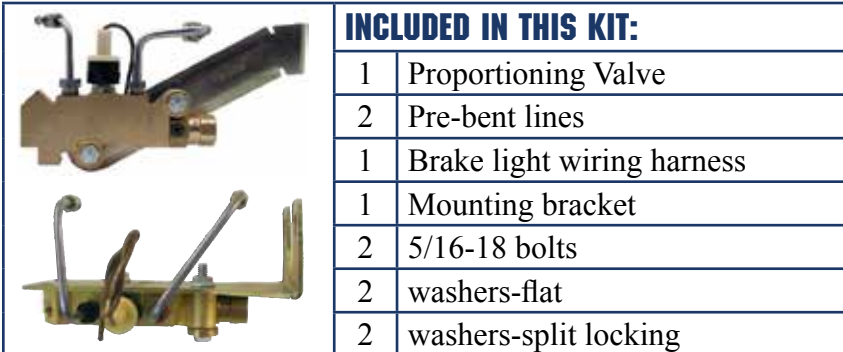 INCLUDED IN THIS KIT:
1 Proportioning Valve
2 Pre-bent lines
1 Brake light wiring harness
1 Mounting bracket
2 5/16-18 bolts
2 washers-flat
2 washers-split locking